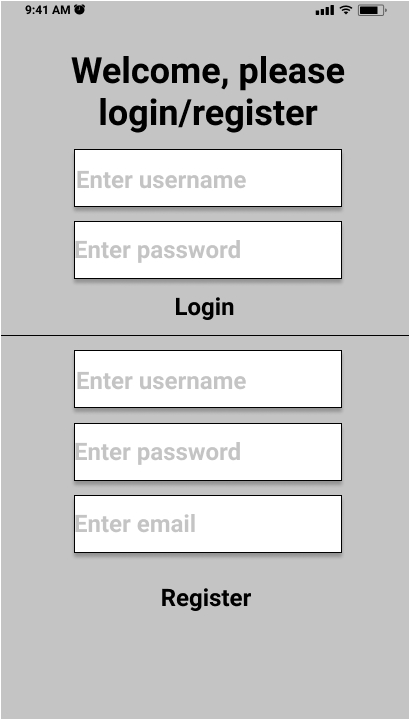 9:41 AM
Welcome, please
login/register
Enter username
Enter password
Login
Enter username
Enter password
Enter email
Register